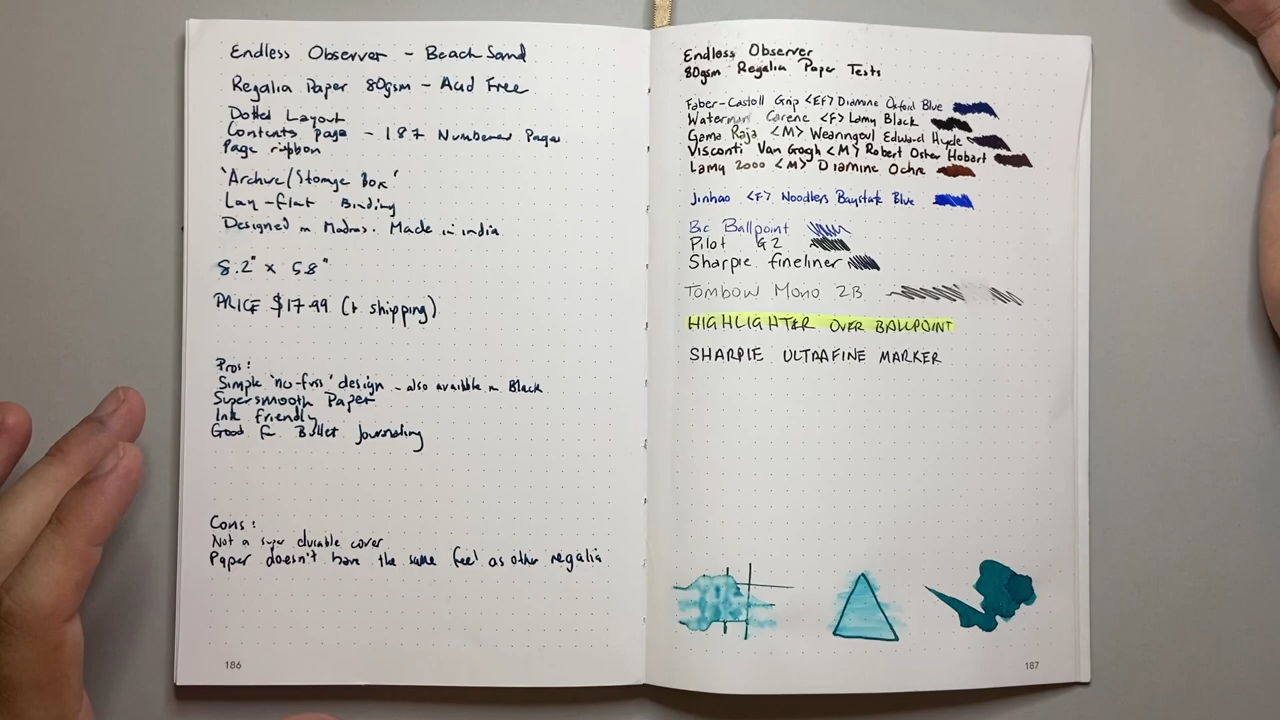 Endless Observer - Beach Sand
Regalia Paper 80gsm - Acid Free
Dotted Layout
Contents page - 187 Numbered Pages
Page ribbon
'Archive/Storage Box'
Lay-flat Binding
Designed in Madras. Made in india.
8.2" x 5.8"
PRICE $17.99 (+ shipping)
Pros:
Simple 'no-fuss' design - also available in Black
Supersmooth Paper
Ink Friendly
Good for Bullet Journaling
Cons:
Not a super durable cover
Paper doesn't have the same feel as other regalia
186
Endless Observer
80gsm Regalia Paper Tests
Faber-Castell Grip <EF> Diamine Oxford Blue
Waterman Carene <F> Lamy Black
Gama Raja <M> Wearingeul Edward Hyde
Visconti Van Gogh <M> Robert Oster Hobart
Lamy 2000 <M> Diamine Ochre
Jinhao <F> Noodlers Baystate Blue
Bic Ballpoint
Pilot G2
Sharpie fineliner
Tombow Mono 2B
HIGHLIGHTER OVER BALLPOINT
SHARPIE ULTRAFINE MARKER
187